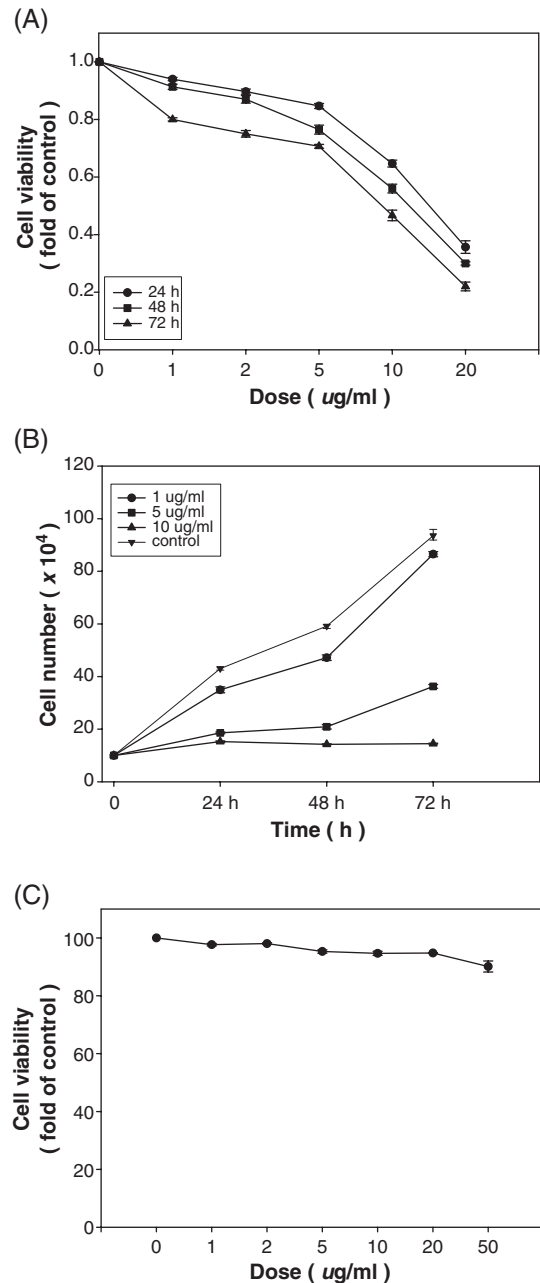 (A)
Cell viability
( fold of control )
1.0
0.8
0.6
0.4
0.2
0.0
24 h
48 h
72 h
0 1 2 5 10 20
Dose ( ug/ml )
(B)
Cell number ( x 10⁴)
120
100
80
60
40
20
0
1 ug/ml
5 ug/ml
10 ug/ml
control
0 24 h 48 h 72 h
Time ( h )
(C)
Cell viability
( fold of control )
100
80
60
40
20
0
0 1 2 5 10 20 50
Dose ( ug/ml )